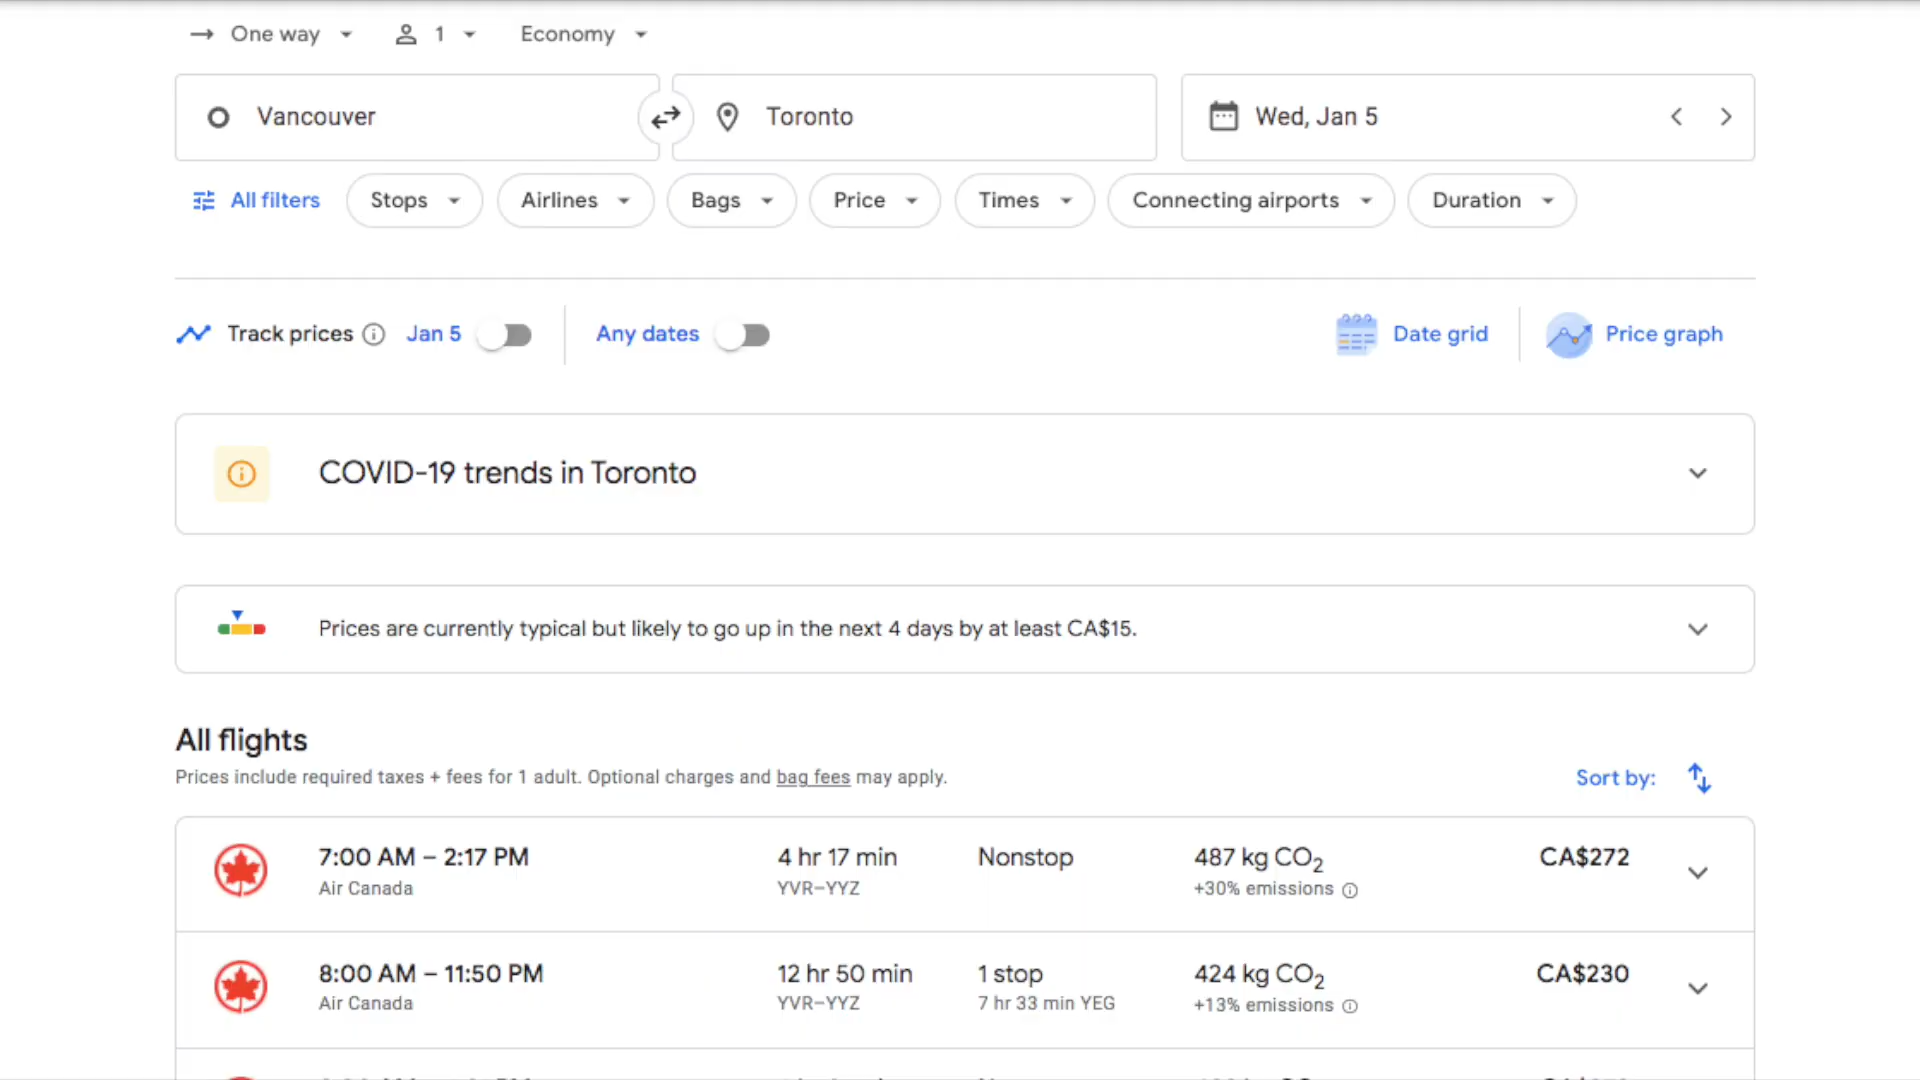 One way 1 Economy
Vancouver Toronto Wed, Jan 5
All filters Stops Airlines Bags Price Times Connecting airports Duration
Track prices Jan 5 Any dates Date grid Price graph
COVID-19 trends in Toronto
Prices are currently typical but likely to go up in the next 4 days by at least CA$15.
All flights
Prices include required taxes + fees for 1 adult. Optional charges and bag fees may apply. Sort by:
7:00 AM – 2:17 PM 4 hr 17 min Nonstop 487 kg CO2 CA$272
Air Canada YVR–YYZ +30% emissions
8:00 AM – 11:50 PM 12 hr 50 min 1 stop 424 kg CO2 CA$230
Air Canada YVR–YYZ 7 hr 33 min YEG +13% emissions